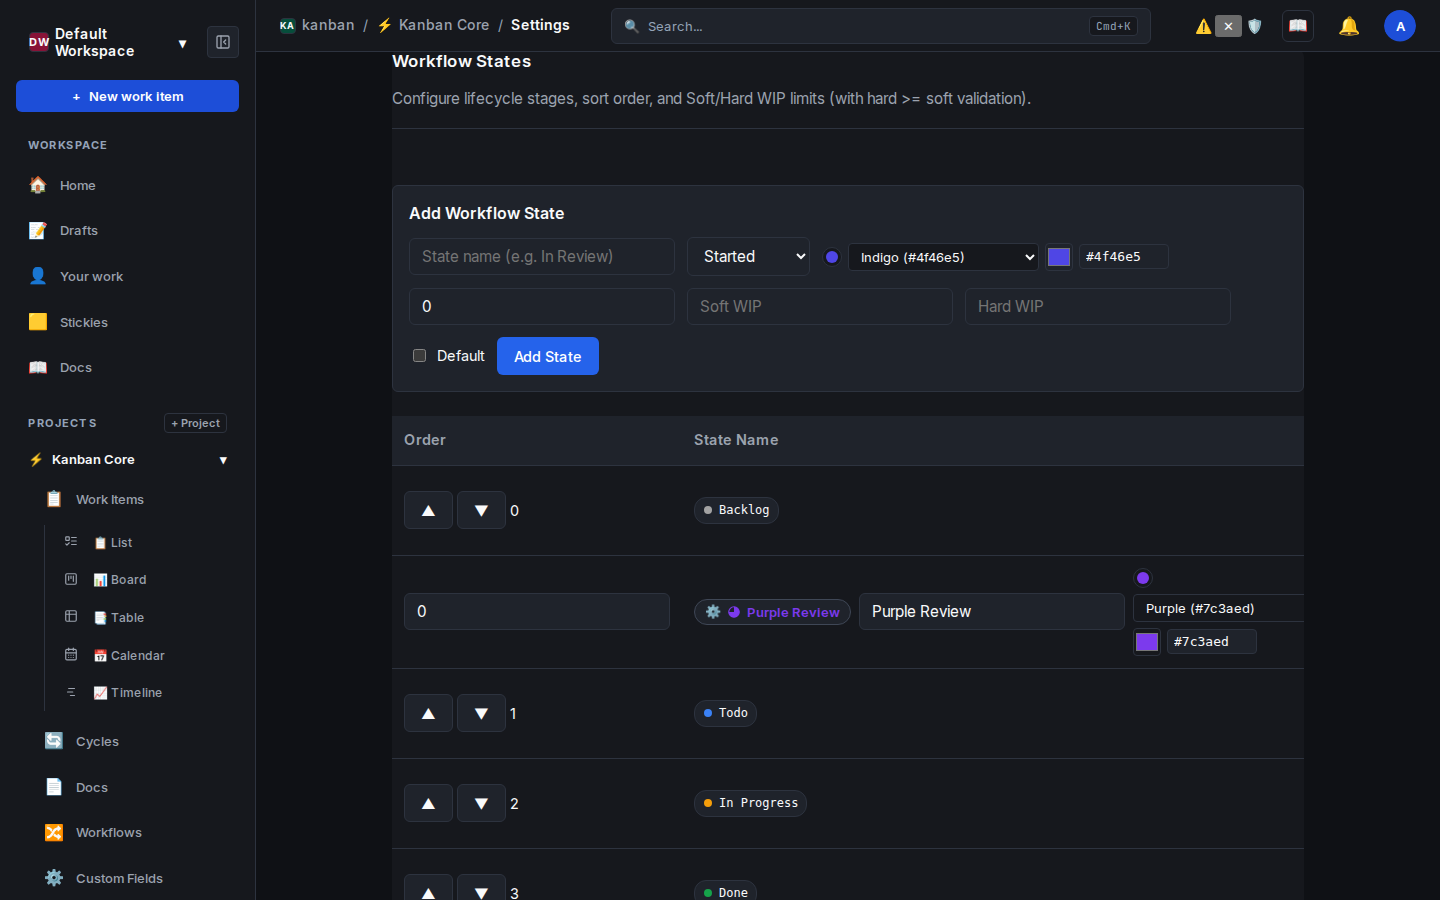 DW Default Workspace ▼
+ New work item
WORKSPACE
Home
Drafts
Your work
Stickies
Docs
PROJECTS + Project
Kanban Core ▼
Work Items
List
Board
Table
Calendar
Timeline
Cycles
Docs
Workflows
Custom Fields
KA kanban / Kanban Core / Settings
Search... Cmd+K
A
Workflow States
Configure lifecycle stages, sort order, and Soft/Hard WIP limits (with hard >= soft validation).
Add Workflow State
State name (e.g. In Review) Started Indigo (#4f46e5) #4f46e5
0 Soft WIP Hard WIP
Default Add State
Order State Name
▲ ▼ 0 Backlog
0 Purple Review Purple Review Purple (#7c3aed)
#7c3aed
▲ ▼ 1 Todo
▲ ▼ 2 In Progress
▲ ▼ 3 Done